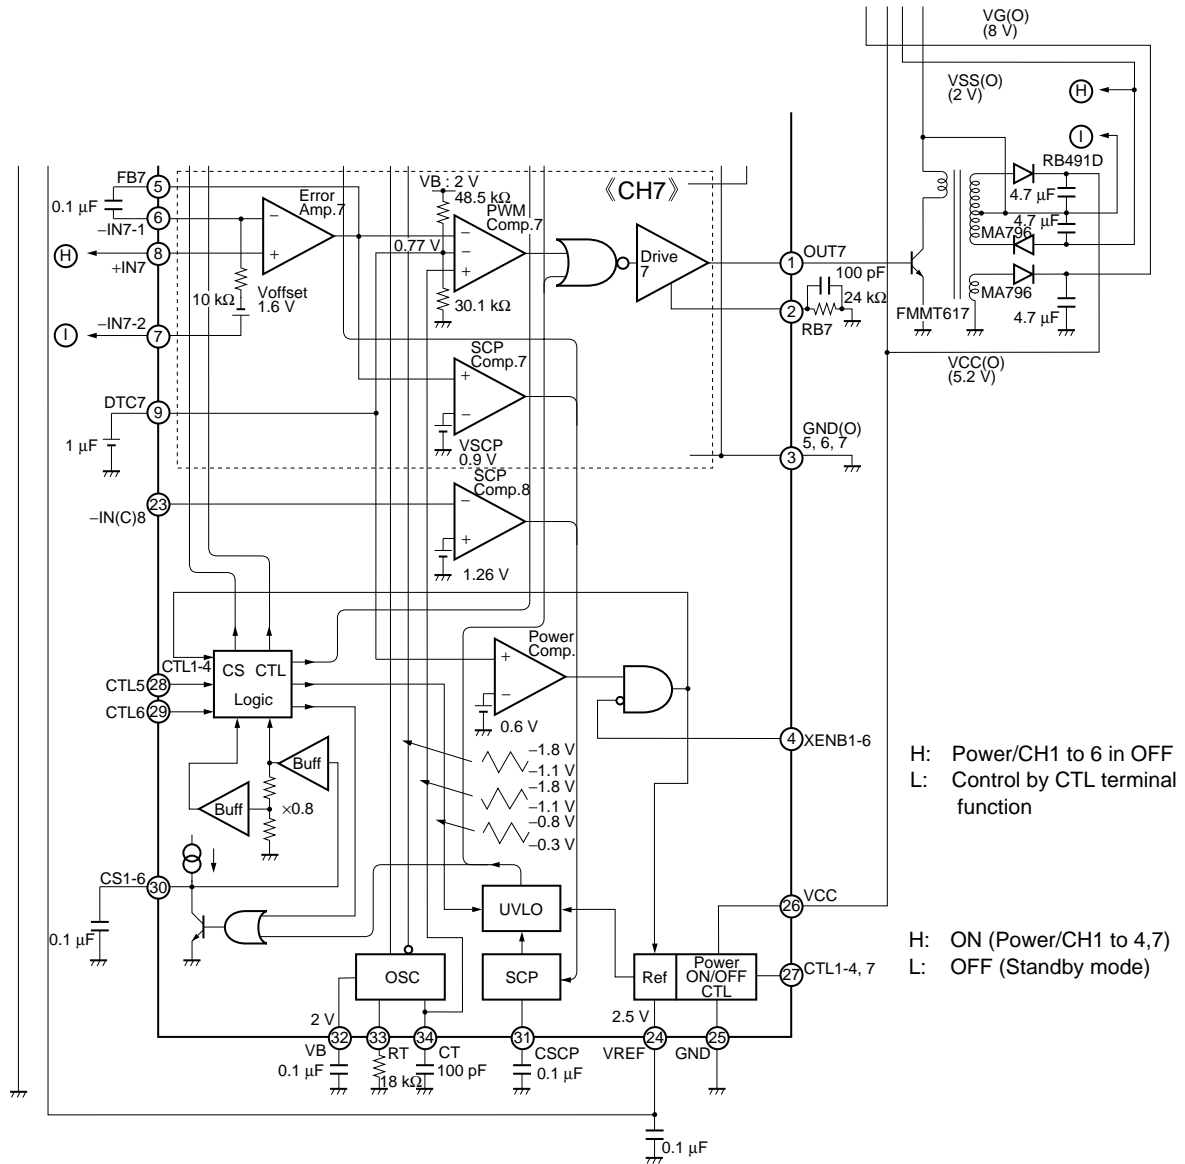 VG(O)
(8 V)
VSS(O)
(2 V)
H
I
RB491D
4.7 µF
4.7 µF
MA796
MA796
4.7 µF
FMMT617
VCC(O)
(5.2 V)
FB7
5
0.1 µF
6
−IN7-1
8
H
+IN7
10 kΩ
Voffset
1.6 V
I
−IN7-2
7
Error
Amp.7
−
+
VB : 2 V
48.5 kΩ
0.77 V
30.1 kΩ
PWM
Comp.7
−
−
+
《CH7》
Drive
7
1
OUT7
100 pF
24 kΩ
2
RB7
SCP
Comp.7
+
−
VSCP
0.9 V
DTC7
9
1 µF
GND(O)
5, 6, 7
3
SCP
Comp.8
−
+
1.26 V
23
−IN(C)8
Power
Comp.
+
−
0.6 V
CTL1-4
CS CTL
Logic
CTL5
28
CTL6
29
4
XENB1-6
H: Power/CH1 to 6 in OFF
L: Control by CTL terminal
function
Buff
Buff
×0.8
−1.8 V
−1.1 V
−1.8 V
−1.1 V
−0.8 V
−0.3 V
CS1-6
30
0.1 µF
UVLO
VCC
26
H: ON (Power/CH1 to 4,7)
L: OFF (Standby mode)
OSC
SCP
Ref
Power
ON/OFF
CTL
27
CTL1-4, 7
2 V
2.5 V
32
33
34
31
24
25
VB
RT
CT
CSCP
VREF
GND
0.1 µF
18 kΩ
100 pF
0.1 µF
0.1 µF